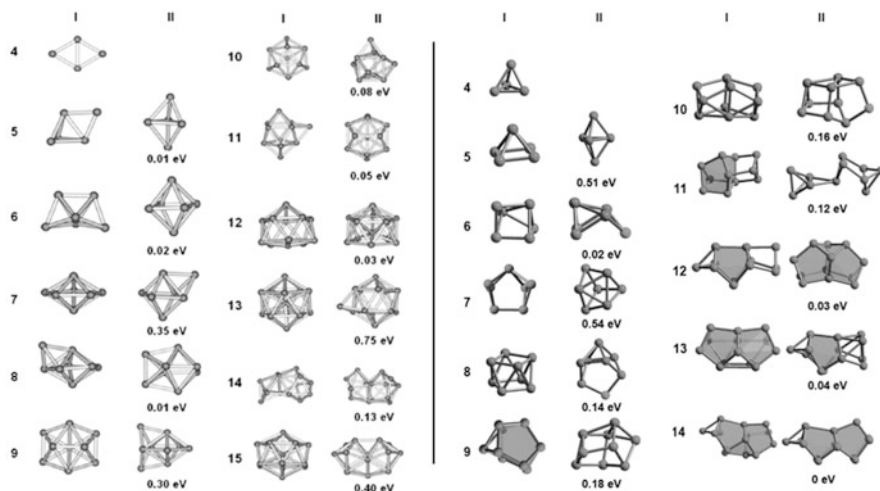 I II I II
4
5 0.01 eV
6 0.02 eV
7 0.35 eV
8 0.01 eV
9 0.30 eV
10 0.08 eV
11 0.05 eV
12 0.03 eV
13 0.75 eV
14 0.13 eV
15 0.40 eV
I II I II
4
5 0.51 eV
6 0.02 eV
7 0.54 eV
8 0.14 eV
9 0.18 eV
10 0.16 eV
11 0.12 eV
12 0.03 eV
13 0.04 eV
14 0 eV